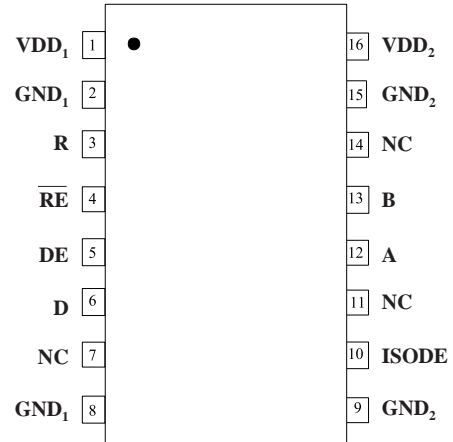 VDD₁ 1 16 VDD₂
GND₁ 2 15 GND₂
R 3 14 NC
R̅E̅ 4 13 B
DE 5 12 A
D 6 11 NC
NC 7 10 ISODE
GND₁ 8 9 GND₂